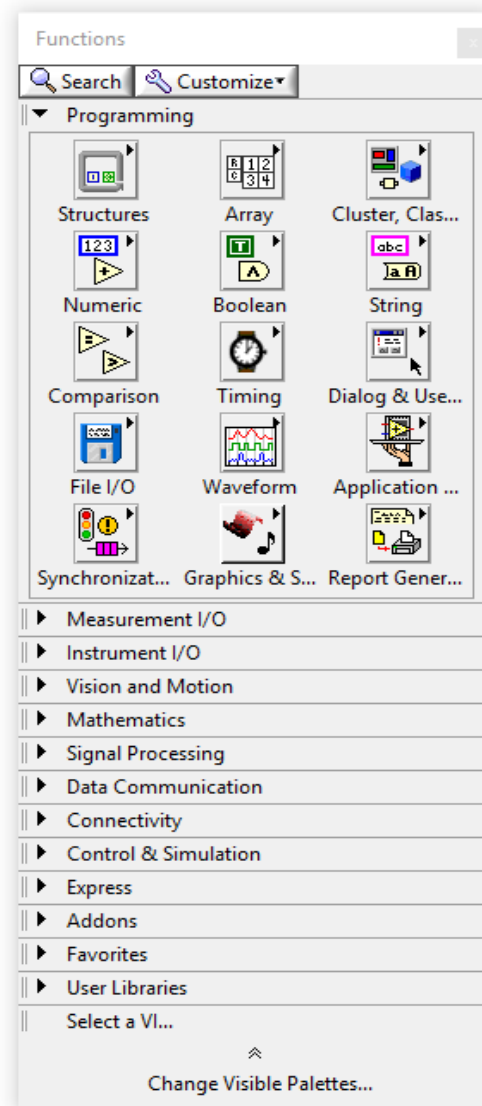 Functions
Search Customize
Programming
Structures Array Cluster, Clas...
Numeric Boolean String
Comparison Timing Dialog & Use...
File I/O Waveform Application ...
Synchronizat... Graphics & S... Report Gener...
Measurement I/O
Instrument I/O
Vision and Motion
Mathematics
Signal Processing
Data Communication
Connectivity
Control & Simulation
Express
Addons
Favorites
User Libraries
Select a VI...
Change Visible Palettes...